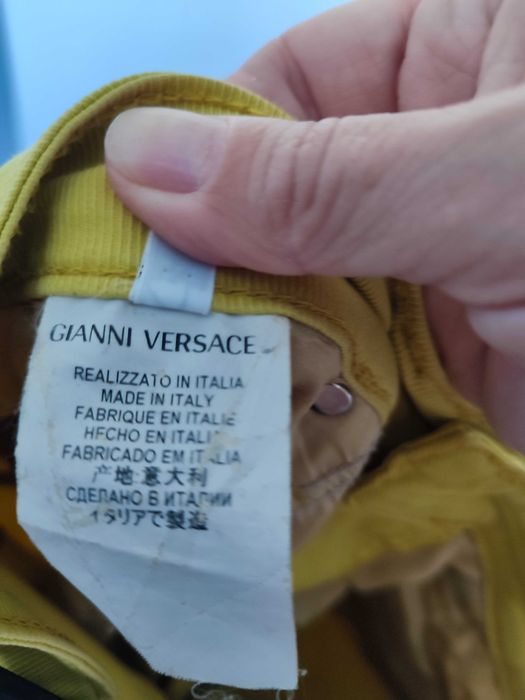 GIANNI VERSACE
REALIZZATO IN ITALIA
MADE IN ITALY
FABRIQUE EN ITALIE
HECHO EN ITALIA
FABRICADO EM ITALIA
产地:意大利
СДЕЛАНО В ИТАЛИИ
イタリアで製造